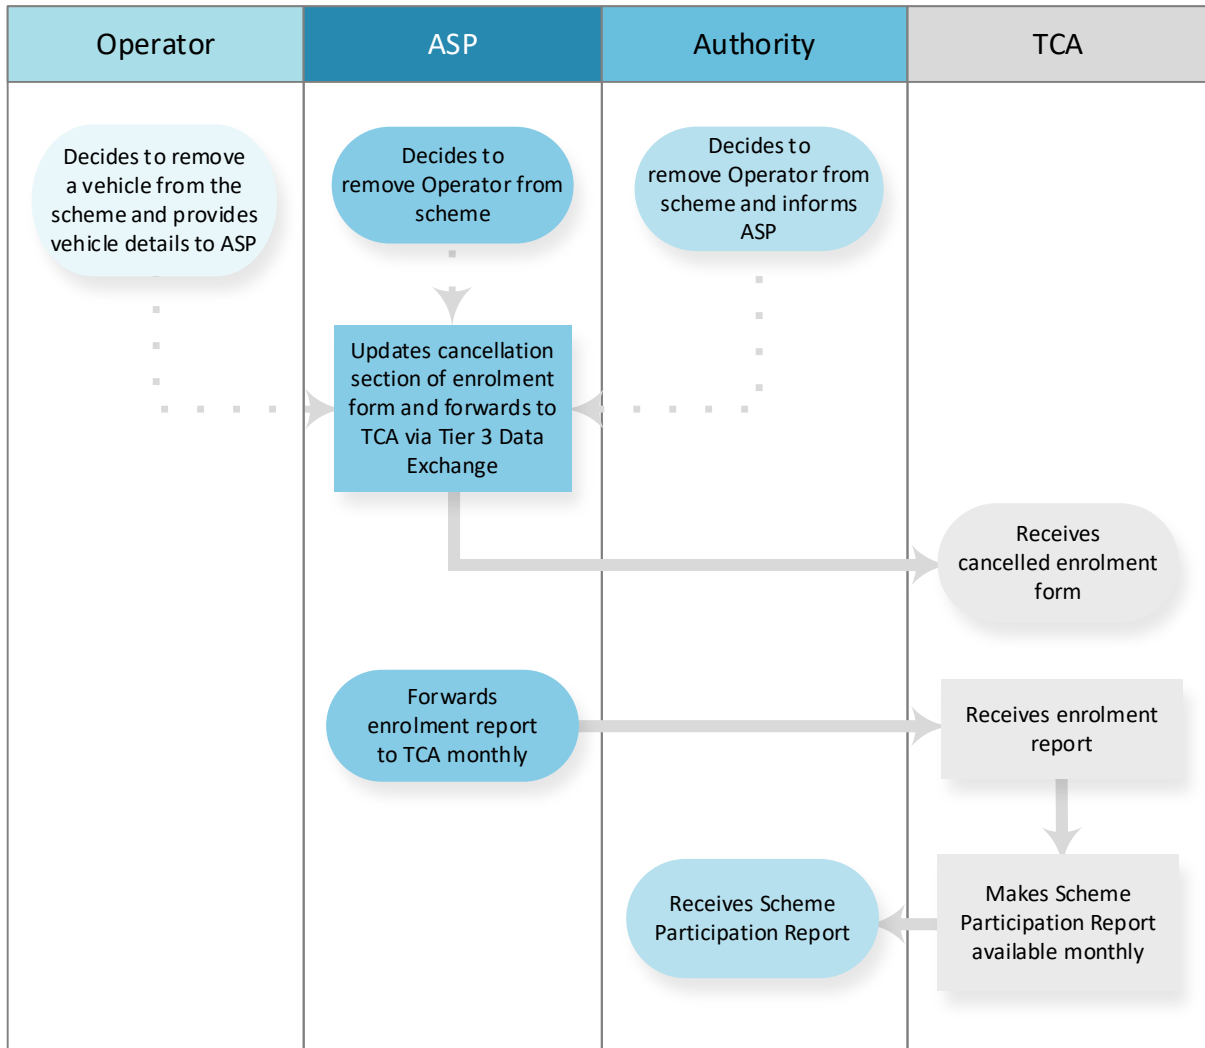 Operator
ASP
Authority
TCA
Decides to remove
a vehicle from the
scheme and provides
vehicle details to ASP
Decides to
remove Operator from
scheme
Decides to
remove Operator from
scheme and informs
ASP
Updates cancellation
section of enrolment
form and forwards to
TCA via Tier 3 Data
Exchange
Receives
cancelled enrolment
form
Forwards
enrolment report
to TCA monthly
Receives enrolment
report
Receives Scheme
Participation Report
Makes Scheme
Participation Report
available monthly